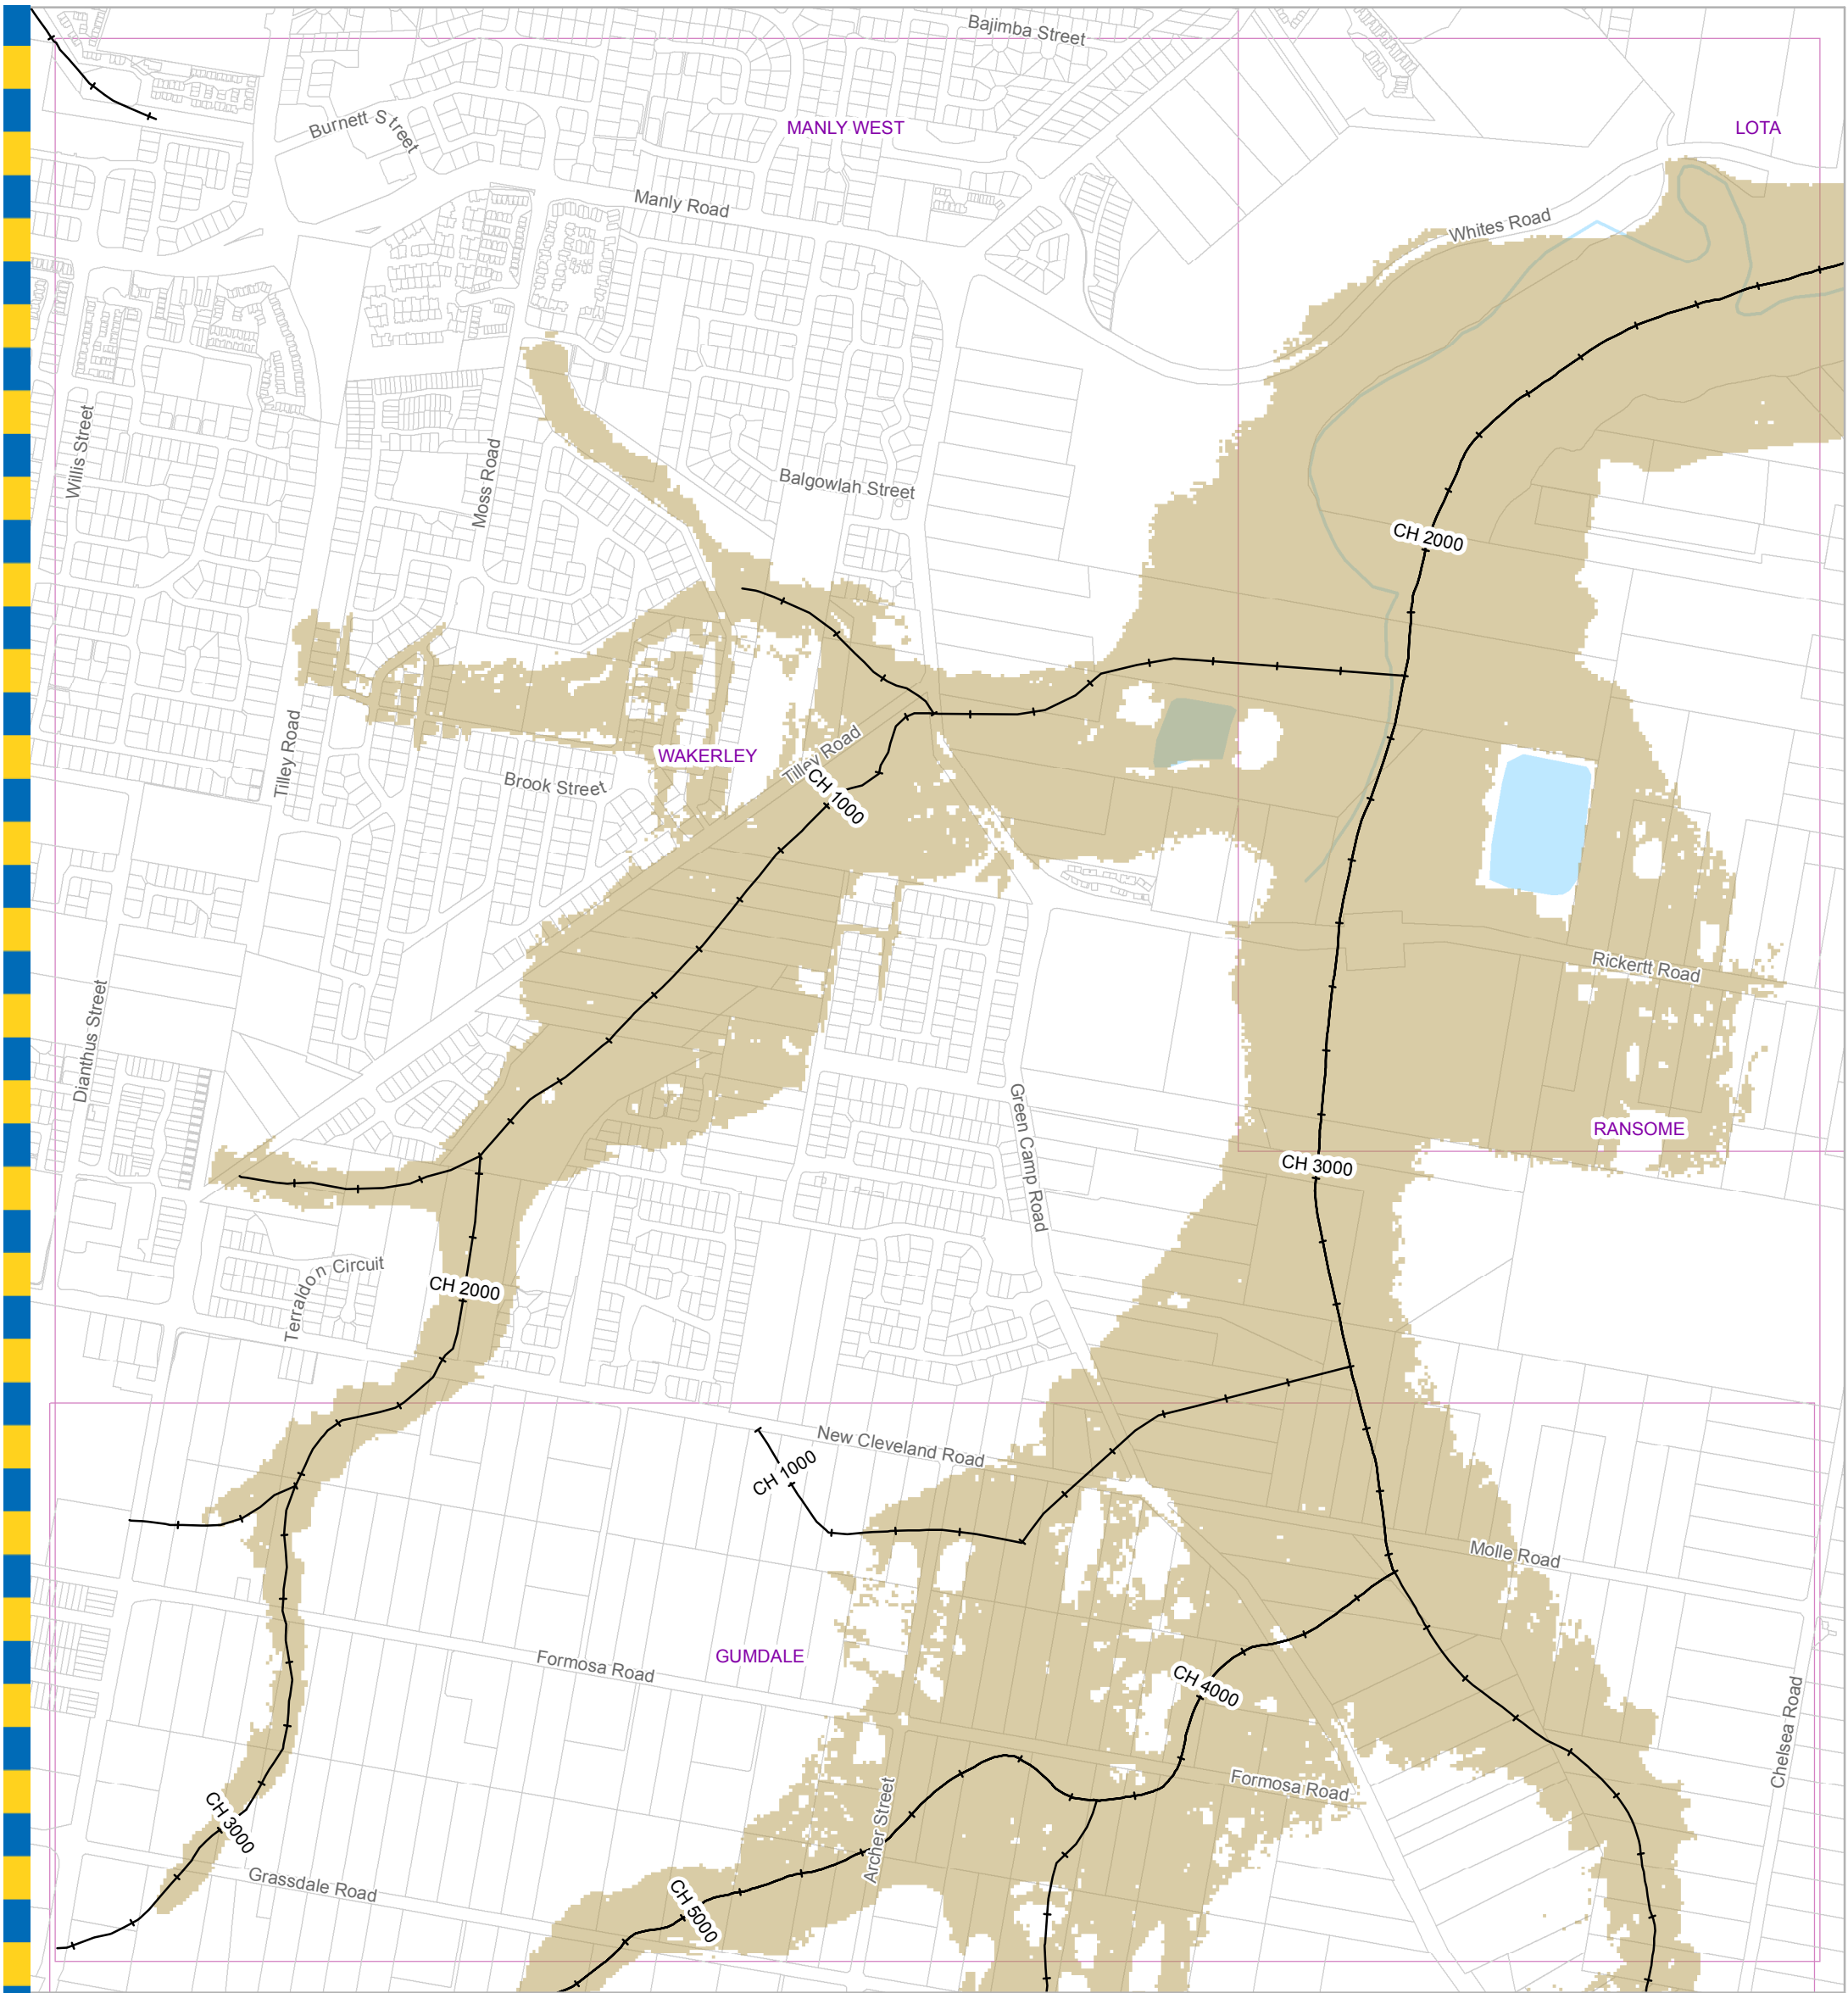 Bajimba Street
Burnett Street
MANLY WEST
LOTA
Manly Road
Whites Road
Willis Street
Moss Road
Balgowlah Street
CH 2000
Tilley Road
WAKERLEY
Tilley Road
Brook Street
CH 1000
Rickertt Road
Dianthus Street
Green Camp Road
RANSOME
CH 3000
Terraldon Circuit
CH 2000
New Cleveland Road
CH 1000
Molle Road
GUMDALE
Formosa Road
CH 4000
Chelsea Road
Formosa Road
Archer Street
CH 3000
Grassdale Road
CH 5000